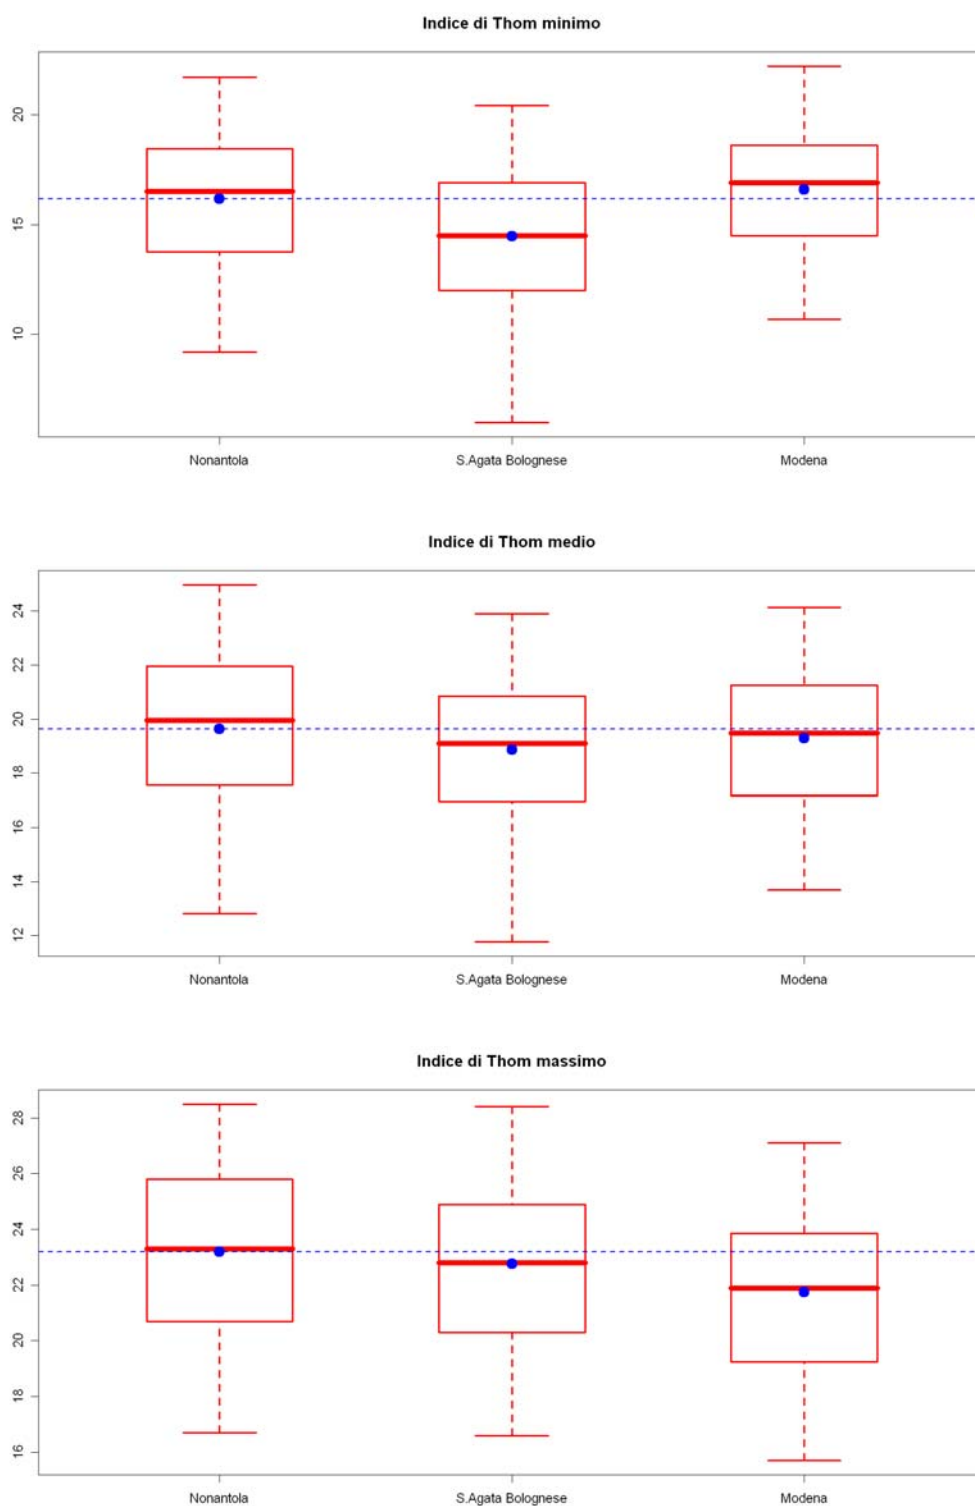 Indice di Thom minimo
20
15
10
Nonantola S.Agata Bolognese Modena
Indice di Thom medio
24
22
20
18
16
14
12
Nonantola S.Agata Bolognese Modena
Indice di Thom massimo
28
26
24
22
20
18
16
Nonantola S.Agata Bolognese Modena